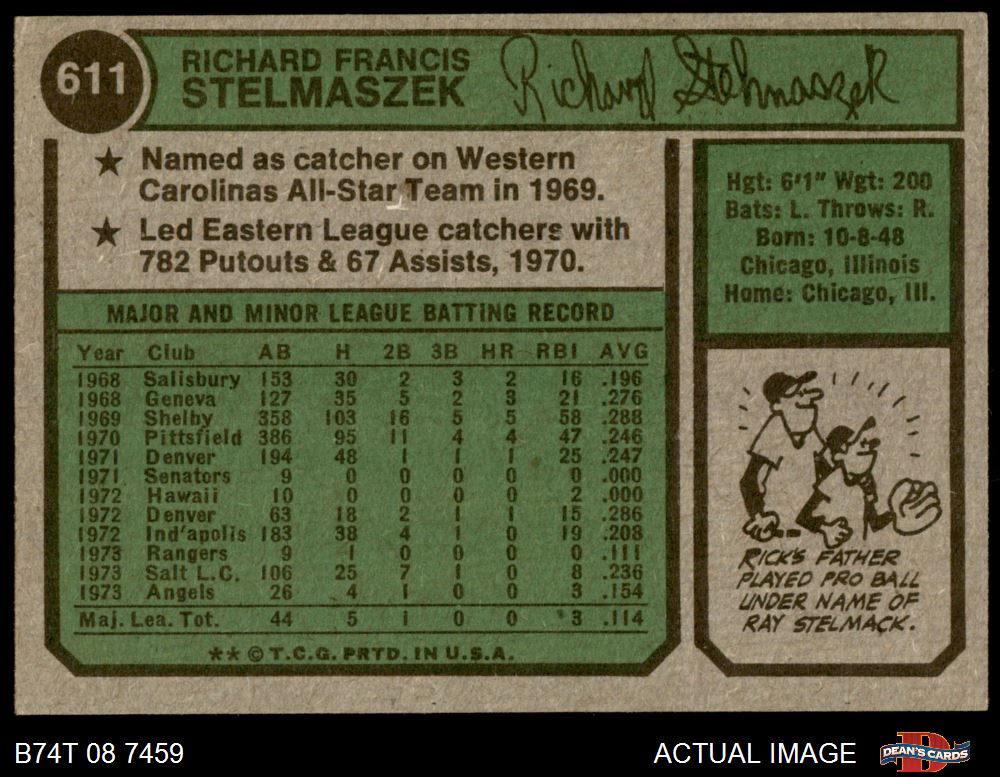 611
RICHARD FRANCIS
STELMASZEK
Richard Stelmaszek
★ Named as catcher on Western
Carolinas All-Star Team in 1969.
★ Led Eastern League catchers with
782 Putouts & 67 Assists, 1970.
Hgt: 6'1" Wgt: 200
Bats: L. Throws: R.
Born: 10-8-48
Chicago, Illinois
Home: Chicago, Ill.
MAJOR AND MINOR LEAGUE BATTING RECORD
Year Club AB H 2B 3B HR RBI AVG
1968 Salisbury 153 30 2 3 2 16 .196
1968 Geneva 127 35 5 2 3 21 .276
1969 Shelby 358 103 16 5 5 58 .288
1970 Pittsfield 386 95 11 4 4 47 .246
1971 Denver 194 48 1 1 1 25 .247
1971 Senators 9 0 0 0 0 0 .000
1972 Hawaii 10 0 0 0 0 2 .000
1972 Denver 63 18 2 1 1 15 .286
1972 Ind'apolis 183 38 4 1 0 19 .208
1973 Rangers 9 1 0 0 0 0 .111
1973 Salt L.C. 106 25 7 1 0 8 .236
1973 Angels 26 4 1 0 0 3 .154
Maj. Lea. Tot. 44 5 1 0 0 3 .114
** © T.C.G. PRTD. IN U.S.A.
RICK'S FATHER
PLAYED PRO BALL
UNDER NAME OF
RAY STELMACK.
B74T 08 7459
ACTUAL IMAGE
DEAN'S CARDS